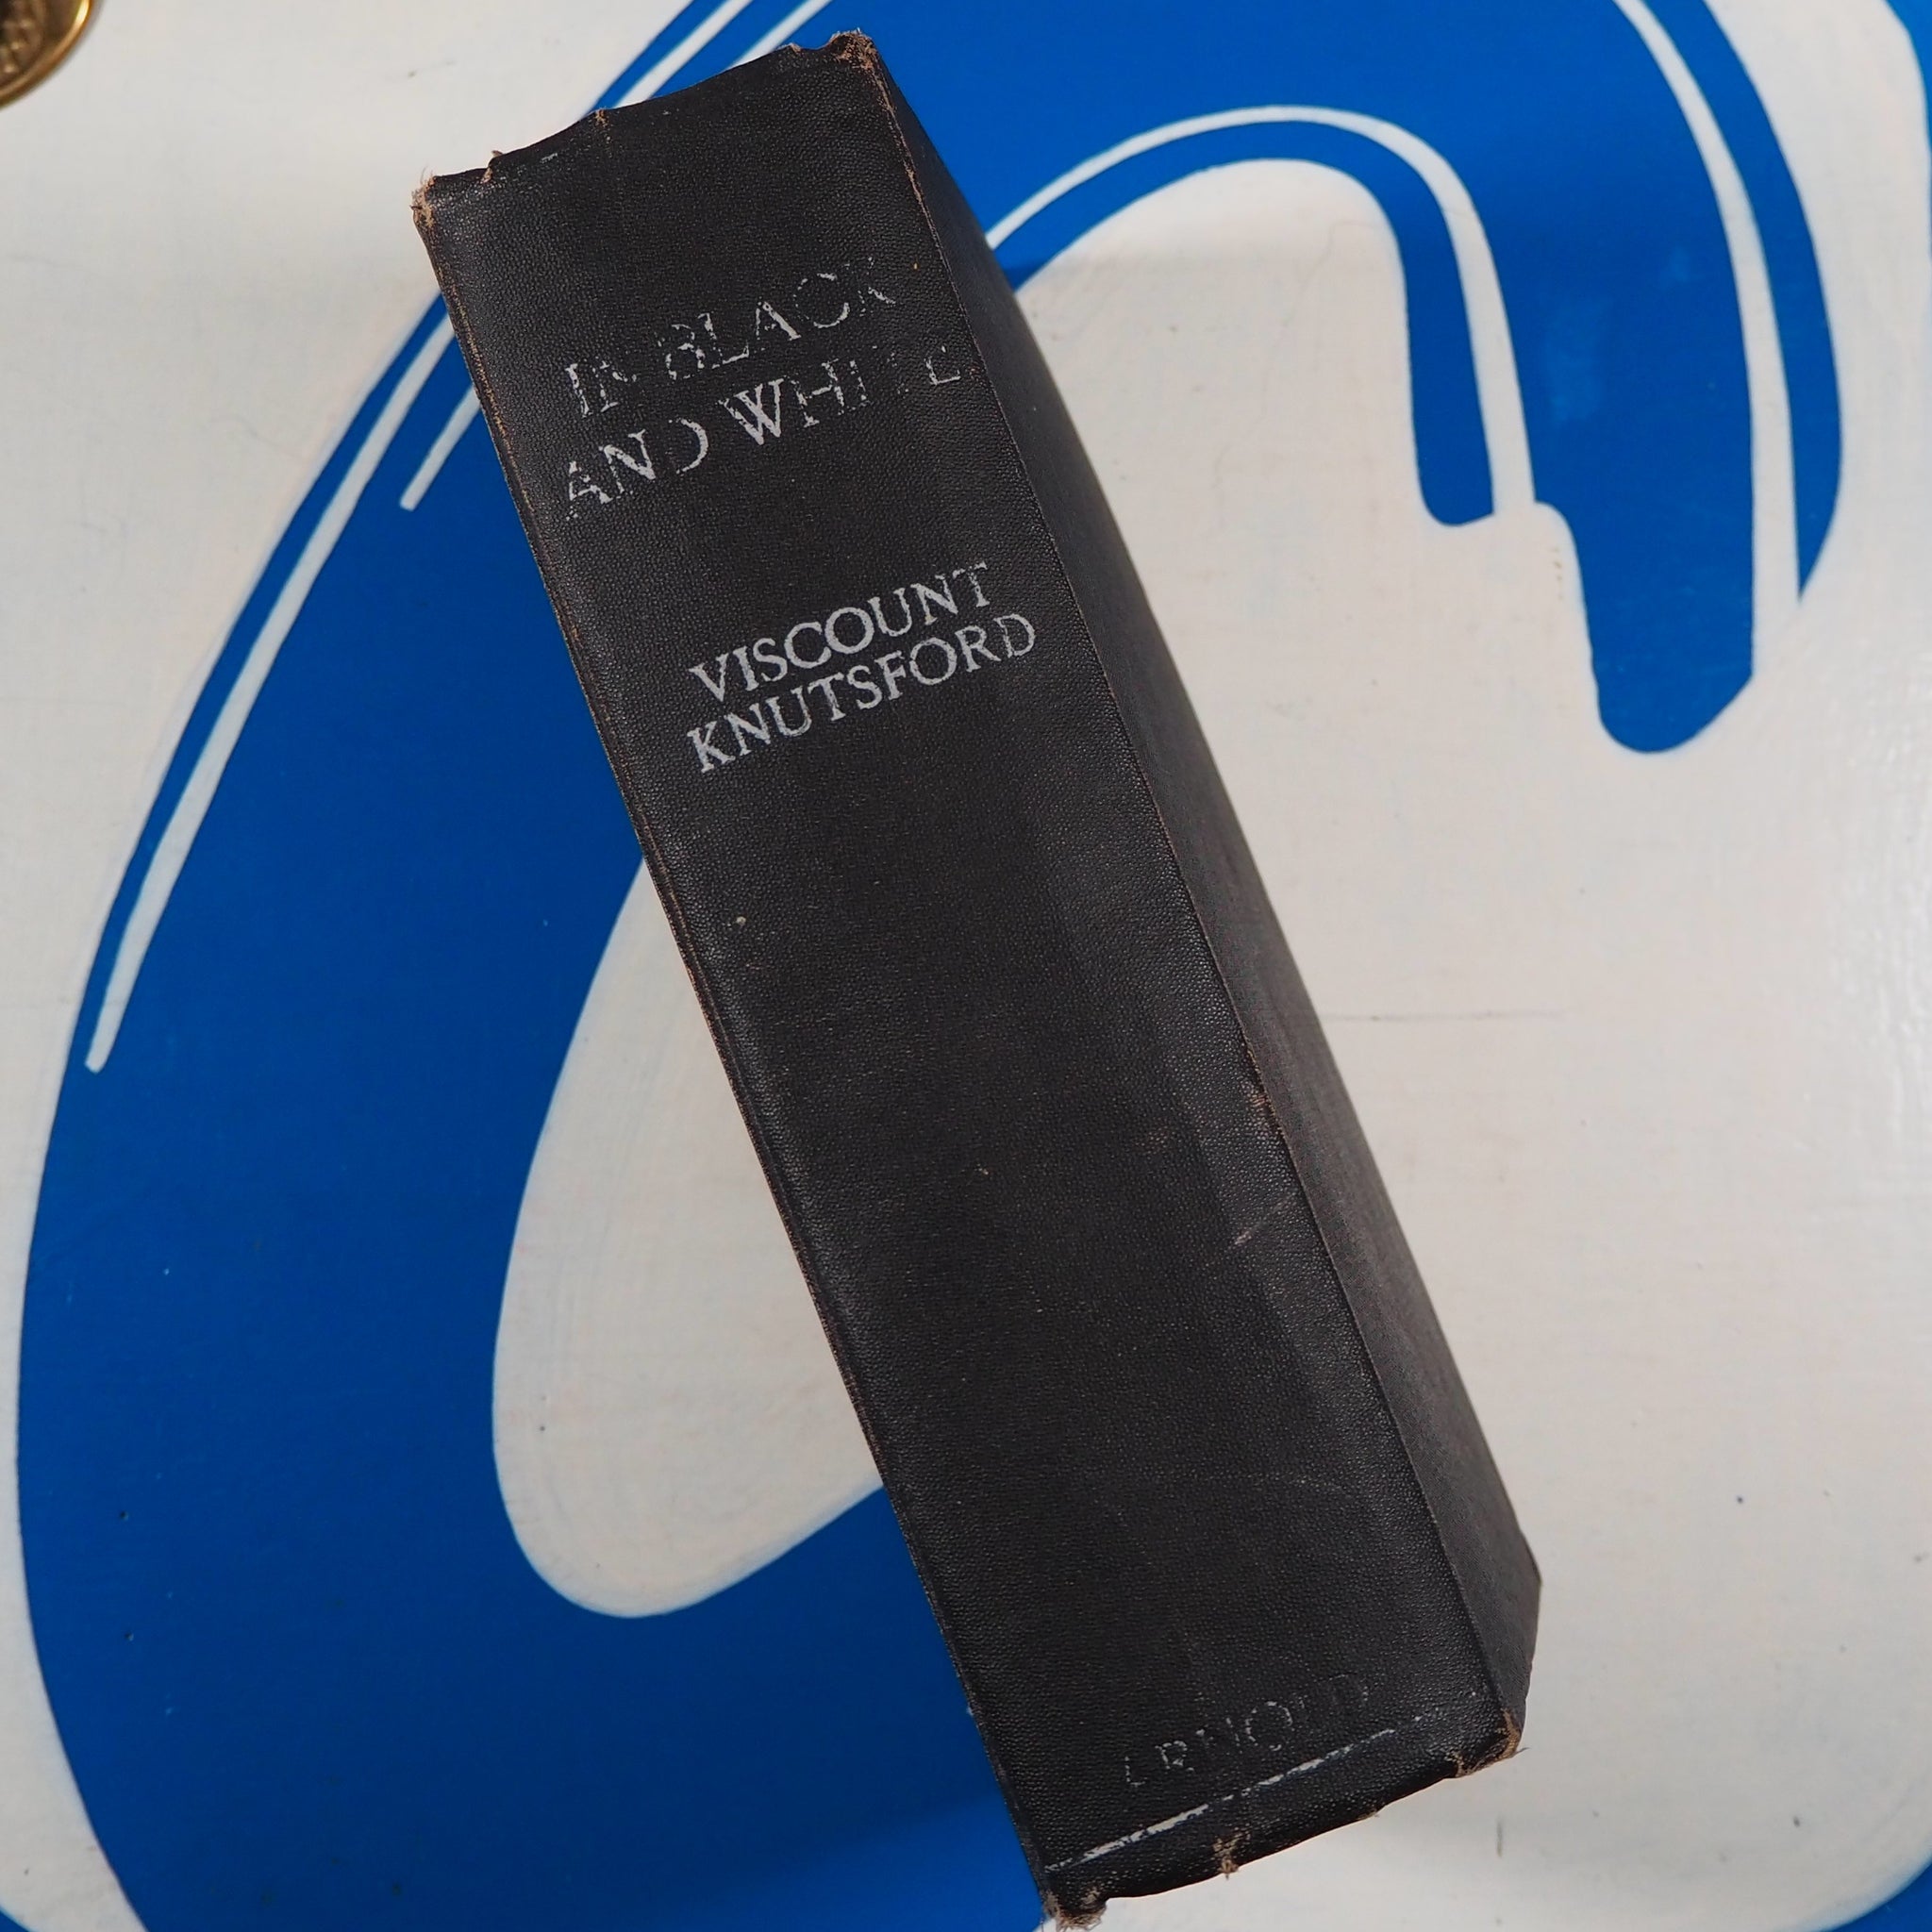 IN BLACK
AND WHITE
VISCOUNT
KNUTSFORD
ARNOLD